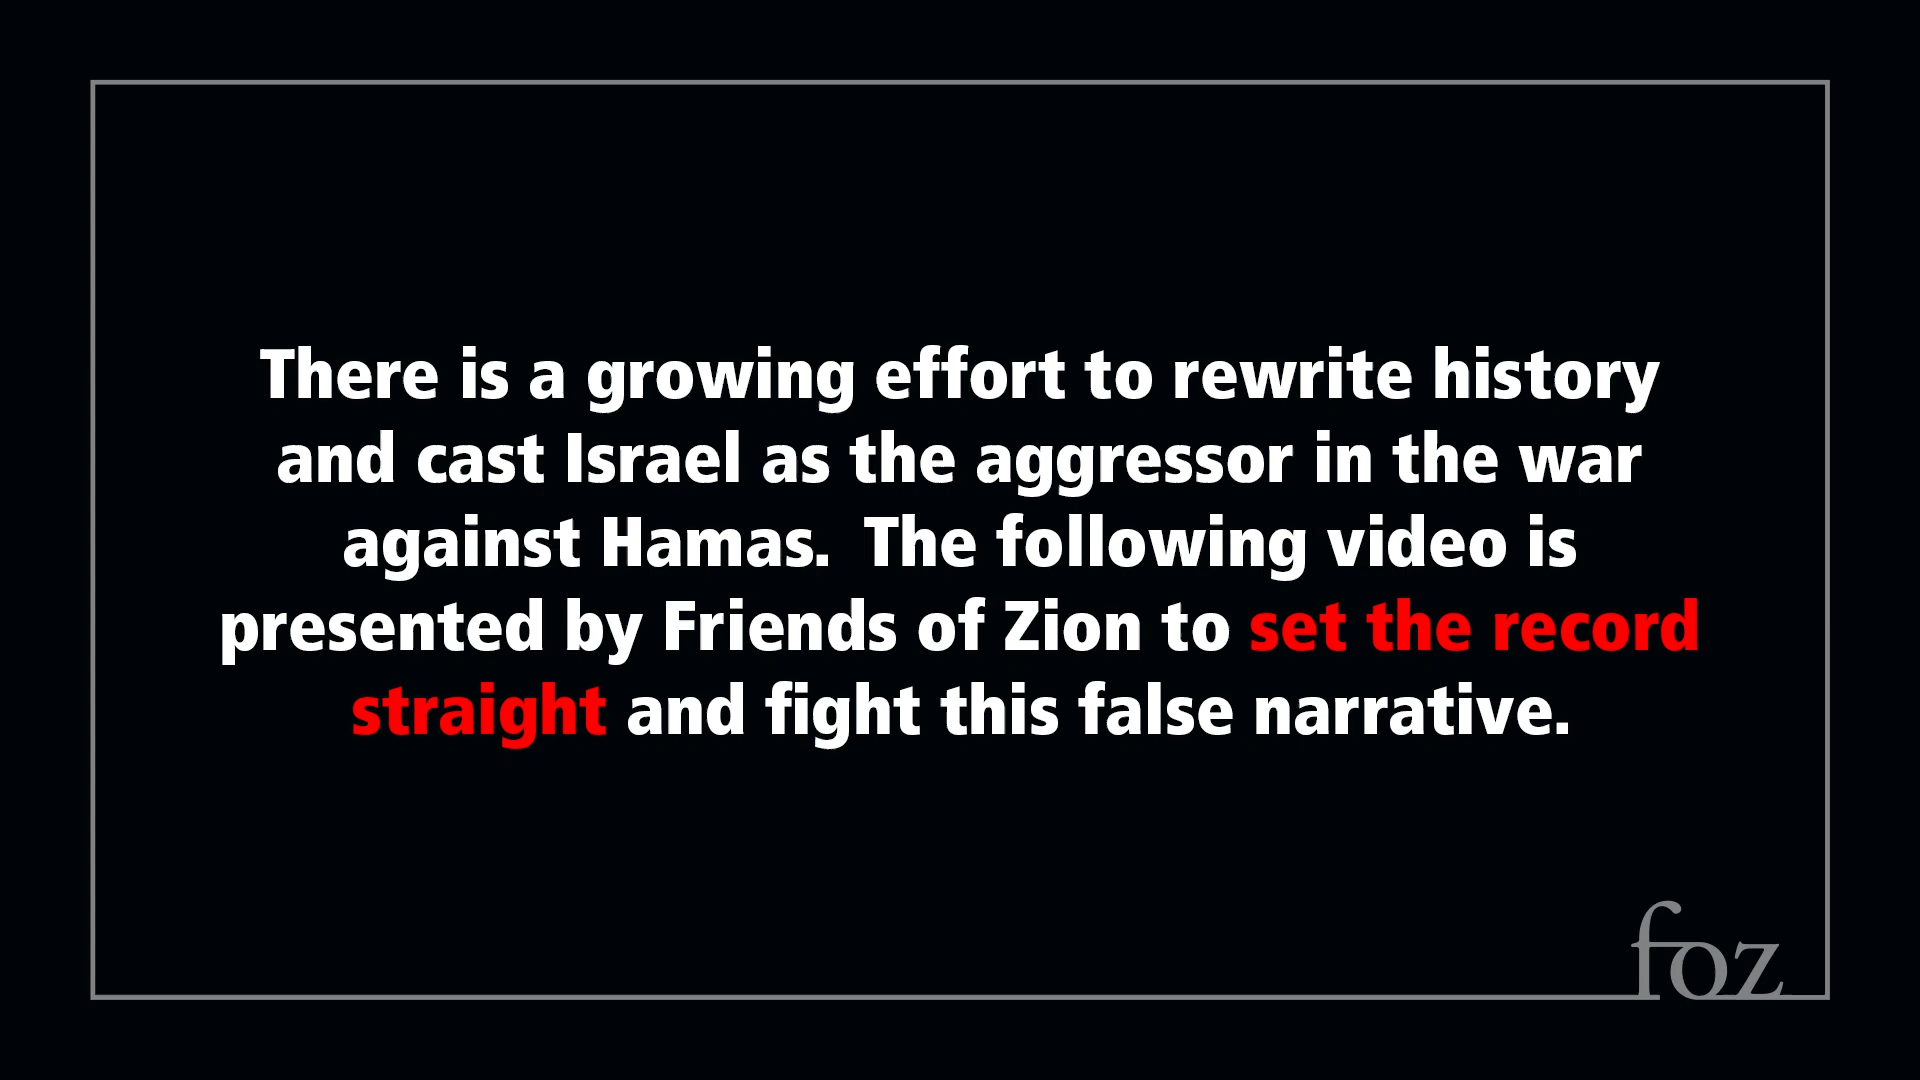 There is a growing effort to rewrite history
and cast Israel as the aggressor in the war
against Hamas.  The following video is
presented by Friends of Zion to set the record
straight and fight this false narrative.
foz